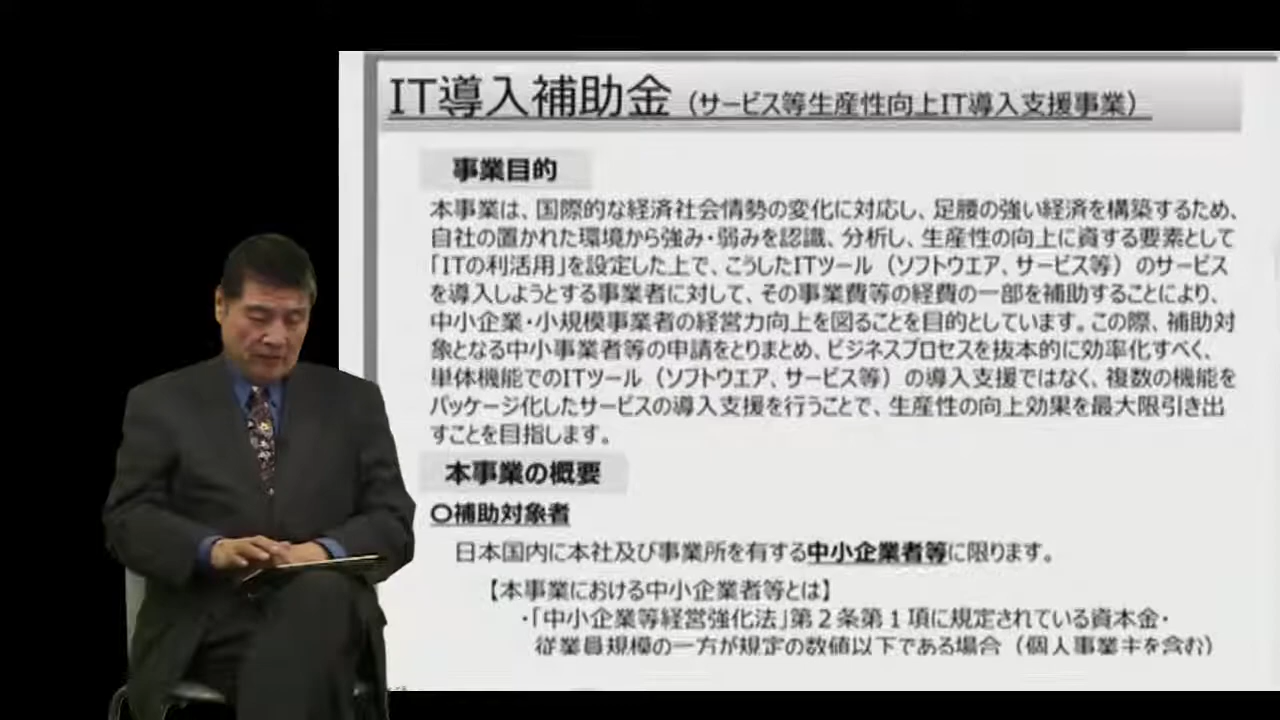 IT導入補助金（サービス等生産性向上IT導入支援事業）
事業目的
本事業は、国際的な経済社会情勢の変化に対応し、足腰の強い経済を構築するため、
自社の置かれた環境から強み・弱みを認識、分析し、生産性の向上に資する要素として
「ITの利活用」を設定した上で、こうしたITツール（ソフトウエア、サービス等）のサービス
を導入しようとする事業者に対して、その事業費等の経費の一部を補助することにより、
中小企業・小規模事業者の経営力向上を図ることを目的としています。この際、補助対
象となる中小事業者等の申請をとりまとめ、ビジネスプロセスを抜本的に効率化すべく、
単体機能でのITツール（ソフトウエア、サービス等）の導入支援ではなく、複数の機能を
パッケージ化したサービスの導入支援を行うことで、生産性の向上効果を最大限引き出
すことを目指します。
本事業の概要
〇補助対象者
日本国内に本社及び事業所を有する中小企業者等に限ります。
【本事業における中小企業者等とは】
・「中小企業等経営強化法」第２条第１項に規定されている資本金・
従業員規模の一方が規定の数値以下である場合（個人事業主を含む）